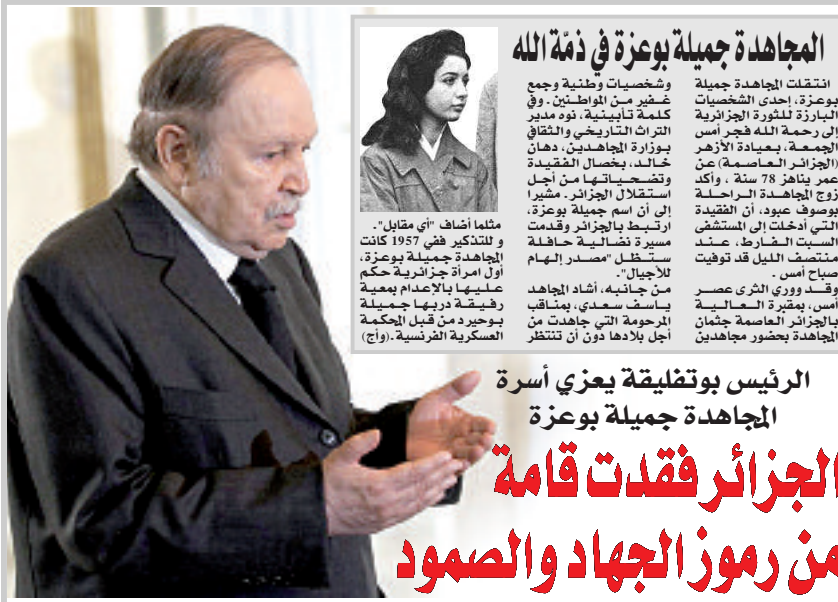 المجاهدة جميلة بوعزة في ذمّة الله
انتقلت المجاهدة جميلة
بوعزة، إحدى الشخصيات
البارزة للثورة الجزائرية
إلى رحمة الله فجر أمس
الجمعة، بعيادة الأزهر
(الجزائر العاصمة) عن
عمر يناهز 78 سنة ، وأكد
زوج المجاهدة الراحلة
بوصوف عبود، أن الفقيدة
التي أدخلت إلى المستشفى
السبت الفارط، عند
منتصف الليل قد توفيت
صباح أمس .
وقد ووري الثرى عصر
أمس، بمقبرة العالية
بالجزائر العاصمة جثمان
المجاهدة بحضور مجاهدين
وشخصيات وطنية وجمع
غفير من المواطنين . وفي
كلمة تأبينية، نوه مدير
التراث التاريخي والثقافي
بوزارة المجاهدين، دهان
خالد، بخصال الفقيدة
وتضحياتها من أجل
استقلال الجزائر. مشيرا
إلى أن اسم جميلة بوعزة،
ارتبط بالجزائر وقدمت
مسيرة نضالية حافلة
ستظل "مصدر إلهام
للأجيال".
من جانبه، أشاد المجاهد
ياسف سعدي، بمناقب
المرحومة التي جاهدت من
أجل بلادها دون أن تنتظر
مثلما أضاف "أي مقابل".
و للتذكير ففي 1957 كانت
المجاهدة جميلة بوعزة،
أول امرأة جزائرية حكم
عليها بالإعدام بمعية
رفيقة دربها جميلة
بوحيرد من قبل المحكمة
العسكرية الفرنسية .(وأج)
الرئيس بوتفليقة يعزي أسرة
المجاهدة جميلة بوعزة
الجزائر فقدت قامة
من رموز الجهاد والصمود